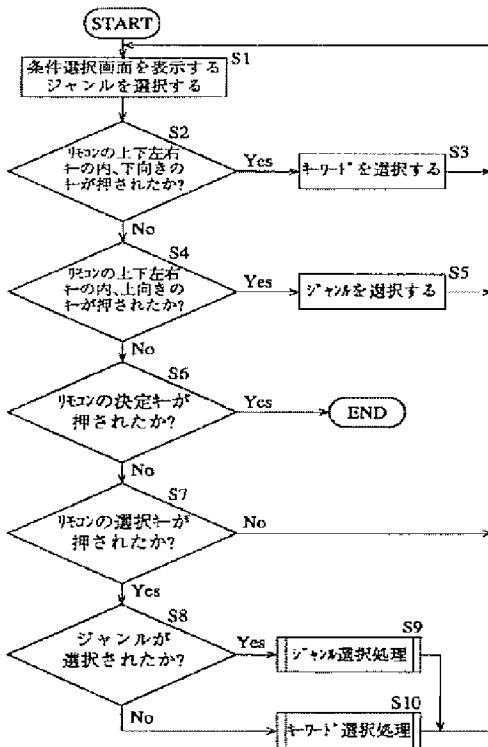 START
S1
条件選択画面を表示する
ジャンルを選択する
S2
ﾘﾓｺﾝの上下左右
キーの内、下向きの
キーが押されたか?
Yes
S3
ｷｰﾜｰﾄﾞを選択する
No
S4
ﾘﾓｺﾝの上下左右
キーの内、上向きの
キーが押されたか?
Yes
S5
ｼﾞｬﾝﾙを選択する
No
S6
ﾘﾓｺﾝの決定キーが
押されたか?
Yes
END
No
S7
ﾘﾓｺﾝの選択キーが
押されたか?
No
Yes
S8
ジャンルが
選択されたか?
Yes
S9
ｼﾞｬﾝﾙ選択処理
No
S10
ｷｰﾜｰﾄﾞ選択処理